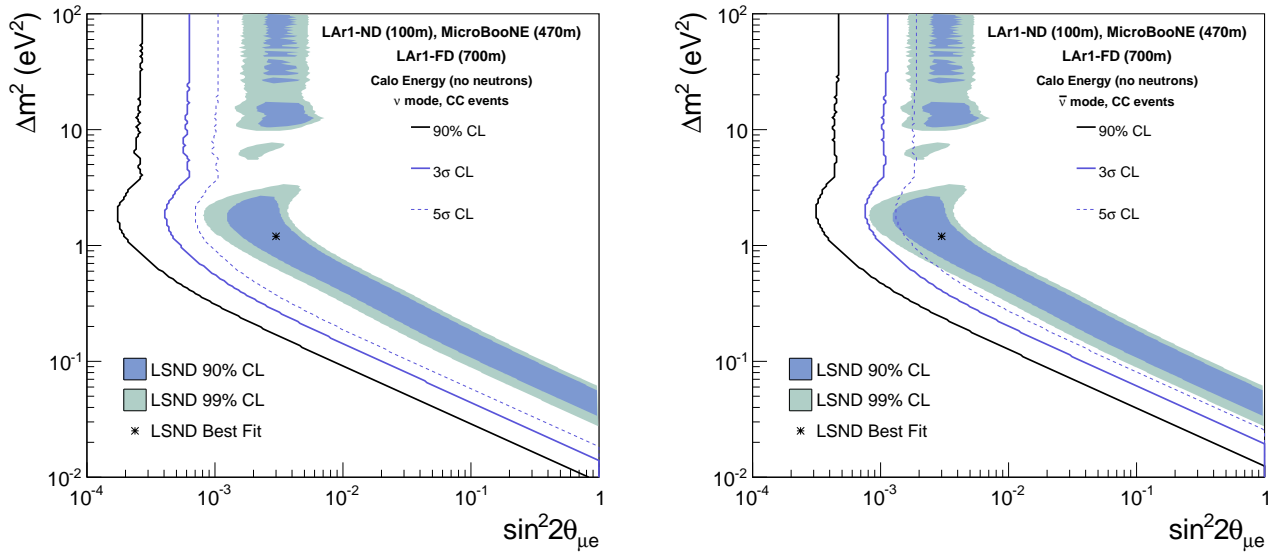 Δm² (eV²)
10²
10
1
10⁻¹
10⁻²
LAr1-ND (100m), MicroBooNE (470m)
LAr1-FD (700m)
Calo Energy (no neutrons)
ν mode, CC events
90% CL
3σ CL
5σ CL
LSND 90% CL
LSND 99% CL
LSND Best Fit
10⁻⁴ 10⁻³ 10⁻² 10⁻¹ 1
sin²2θμe
Δm² (eV²)
10²
10
1
10⁻¹
10⁻²
LAr1-ND (100m), MicroBooNE (470m)
LAr1-FD (700m)
Calo Energy (no neutrons)
ν̅ mode, CC events
90% CL
3σ CL
5σ CL
LSND 90% CL
LSND 99% CL
LSND Best Fit
10⁻⁴ 10⁻³ 10⁻² 10⁻¹ 1
sin²2θμe